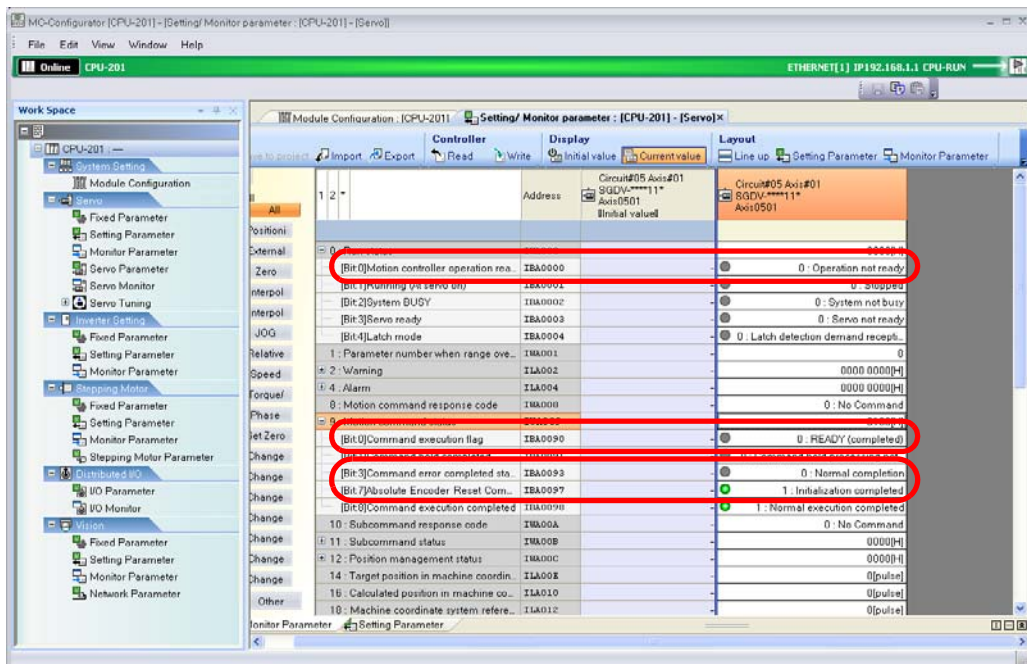 MC-Configurator [CPU-201] - [Setting/ Monitor parameter : [CPU-201] - [Servo]]
File Edit View Window Help
Online CPU-201 ETHERNET[1] IP192.168.1.1 CPU-RUN
Work Space
CPU-201 : ―
System Setting
Module Configuration
Servo
Fixed Parameter
Setting Parameter
Monitor Parameter
Servo Parameter
Servo Monitor
Servo Tuning
Inverter Setting
Fixed Parameter
Setting Parameter
Monitor Parameter
Stepping Motor
Fixed Parameter
Setting Parameter
Monitor Parameter
Stepping Motor Parameter
Distributed I/O
I/O Parameter
I/O Monitor
Vision
Fixed Parameter
Setting Parameter
Monitor Parameter
Network Parameter
Module Configuration : [CPU-201] Setting/ Monitor parameter : [CPU-201] - [Servo]×
Controller Display Layout
ve to project Import Export Read Write Initial value Current value Line up Setting Parameter Monitor Parameter
All
Positioni
External
Zero
nterpol
nterpol
JOG
Relative
Speed
Torque/
Phase
Set Zero
Change
Change
Change
Change
Change
Change
Change
Other
1 2 * Address
Circuit#05 Axis#01
SGDV-****11*
Axis0501
[Initial value]
Circuit#05 Axis#01
SGDV-****11*
Axis0501
[Bit:0]Motion controller operation rea... IBA0000 - 0 : Operation not ready
[Bit:1]Running (At servo on) IBA0001 0 : Stopped
[Bit:2]System BUSY IBA0002 - 0 : System not busy
[Bit:3]Servo ready IBA0003 - 0 : Servo not ready
[Bit:4]Latch mode IBA0004 - 0 : Latch detection demand recepti...
1 : Parameter number when range ove... IWA001 - 0
2 : Warning ILA002 - 0000 0000[H]
4 : Alarm ILA004 - 0000 0000[H]
8 : Motion command response code IWA008 - 0 : No Command
[Bit:0]Command execution flag IBA0090 - 0 : READY (completed)
[Bit:3]Command error completed sta... IBA0093 - 0 : Normal completion
[Bit:7]Absolute Encoder Reset Com... IBA0097 - 1 : Initialization completed
[Bit:8]Command execution completed IBA0098 1 : Normal execution completed
10 : Subcommand response code IWA00A - 0 : No Command
11 : Subcommand status IWA00B - 0000[H]
12 : Position management status IWA00C - 0000[H]
14 : Target position in machine coordin... ILA00E - 0[pulse]
16 : Calculated position in machine co... ILA010 - 0[pulse]
18 : Machine coordinate system refere... ILA012 - 0[pulse]
Monitor Parameter Setting Parameter